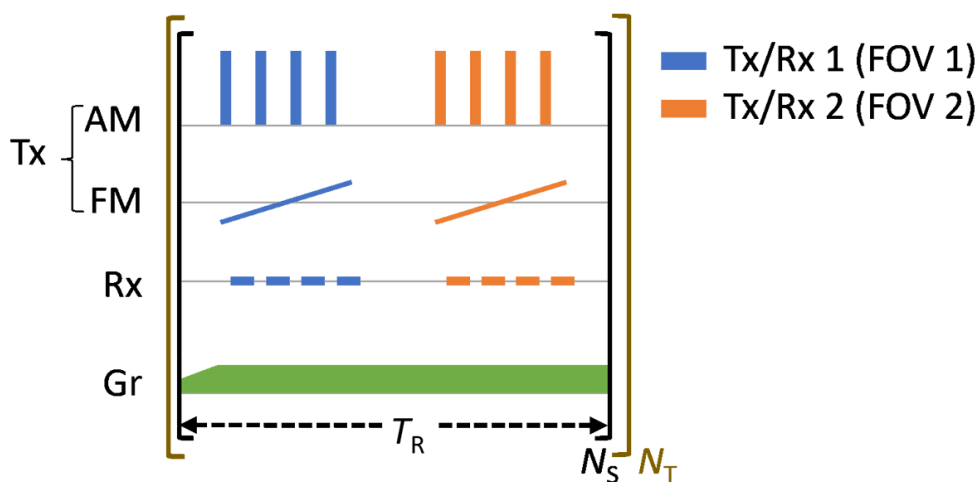 Tx/Rx 1 (FOV 1)
Tx/Rx 2 (FOV 2)
Tx
AM
FM
Rx
Gr
T_R
N_S
N_T